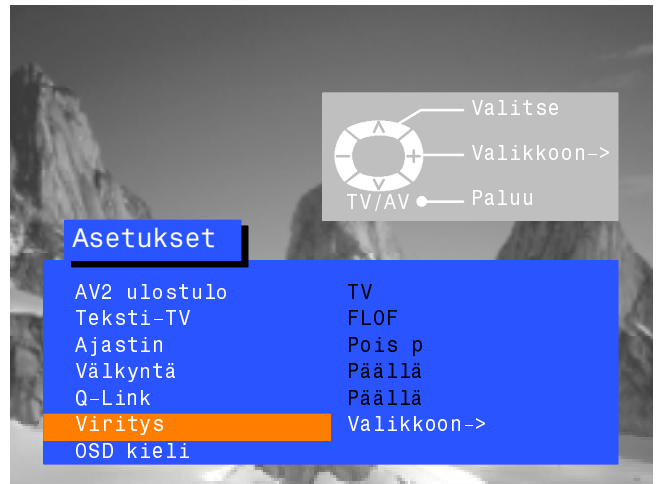 Valitse
Valikkoon->
TV/AV Paluu
Asetukset
AV2 ulostulo TV
Teksti-TV FLOF
Ajastin Pois p
Välkyntä Päällä
Q-Link Päällä
Viritys Valikkoon->
OSD kieli